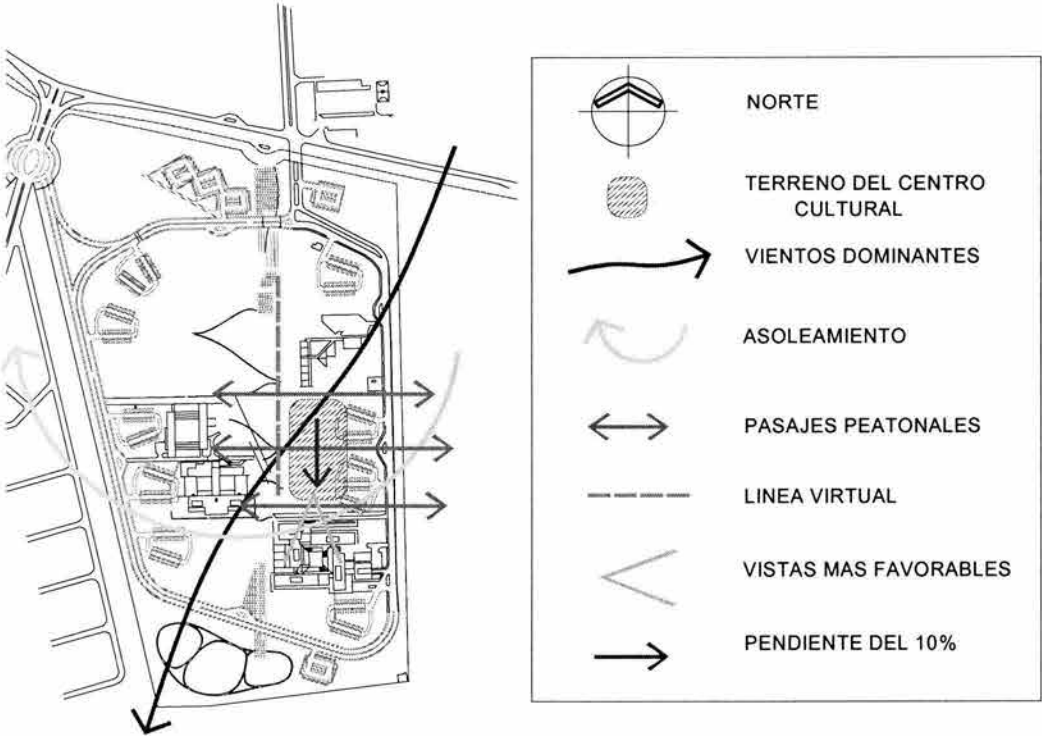 NORTE
TERRENO DEL CENTRO
CULTURAL
VIENTOS DOMINANTES
ASOLEAMIENTO
PASAJES PEATONALES
LINEA VIRTUAL
VISTAS MAS FAVORABLES
PENDIENTE DEL 10%